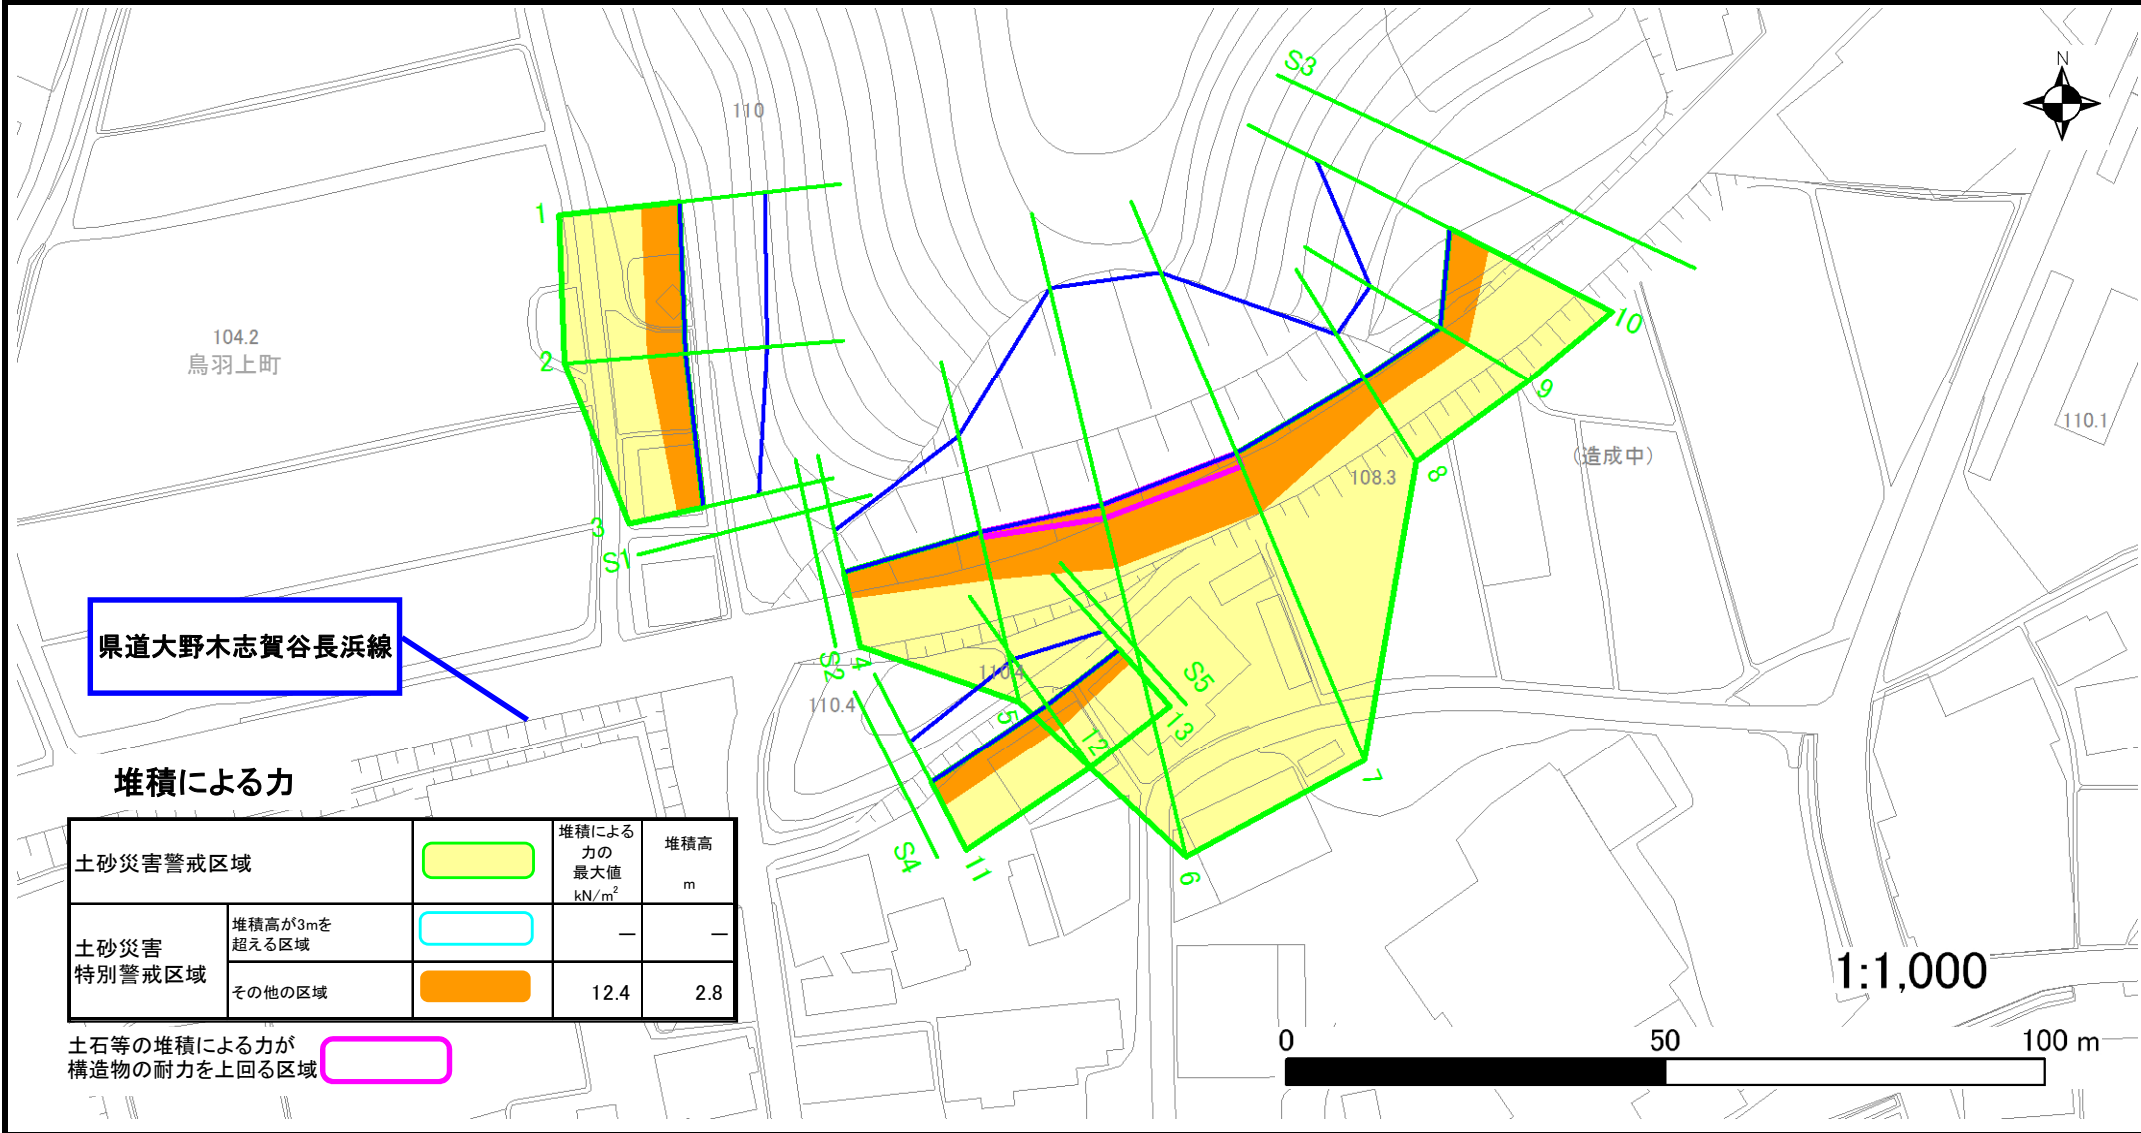 S3
N
110
1
104.2
鳥羽上町
2
10
9
110.1
(造成中)
8
108.3
3
S1
県道大野木志賀谷長浜線
S2
4
110.4
110.4
5
S5
13
12
7
S4
11
6
堆積による力
土砂災害警戒区域
堆積による
力の
最大値
kN/m²
堆積高
m
土砂災害
特別警戒区域
堆積高が3mを
超える区域
―
―
その他の区域
12.4
2.8
土石等の堆積による力が
構造物の耐力を上回る区域
1:1,000
0
50
100 m